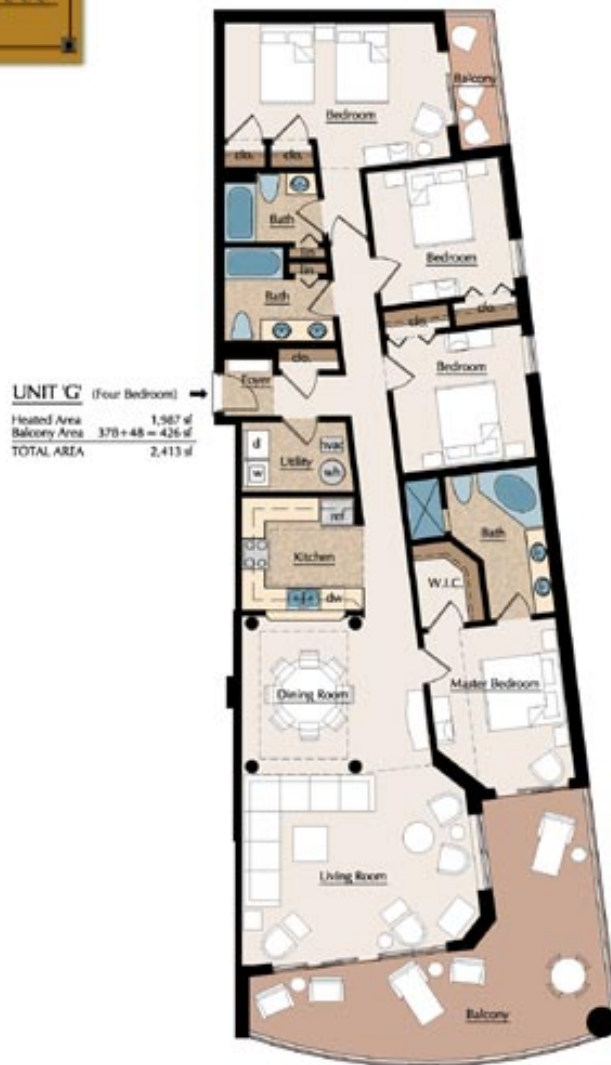 Balcony
Bedroom
clo.
clo.
Bath
Bedroom
lin
lin
Bath
clo.
clo.
clo.
Bedroom
Foyer
UNIT 'G' (Four Bedroom)
Heated Area 1,987 sf
Balcony Area 378+48 = 426 sf
TOTAL AREA 2,413 sf
d
hvac
Utility
w
wh
ref
Bath
Kitchen
W.I.C.
dw
Master Bedroom
Dining Room
Living Room
Balcony